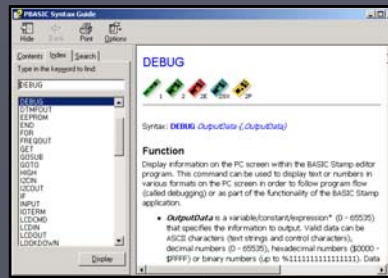 PBASIC Syntax Guide
Hide Back Print Options
Contents Index Search
Type in the keyword to find:
DEBUG
DEBUG
DTMFOUT
EEPROM
END
FOR
FREQOUT
GET
GOSUB
GOTO
HIGH
I2CIN
I2COUT
IF
INPUT
IOTERM
LCDCMD
LCDIN
LCDOUT
LOOKDOWN
Display
DEBUG
1 2 2E 2SX 2P
Syntax: DEBUG OutputData {,OutputData}
Function
Display information on the PC screen within the BASIC Stamp editor
program. This command can be used to display text or numbers in
various formats on the PC screen in order to follow program flow
(called debugging) or as part of the functionality of the BASIC Stamp
application.
• OutputData is a variable/constant/expression* (0 - 65535)
that specifies the information to output. Valid data can be
ASCII characters (text strings and control characters),
decimal numbers (0 - 65535), hexadecimal numbers ($0000 -
$FFFF) or binary numbers (up to %1111111111111111). Data